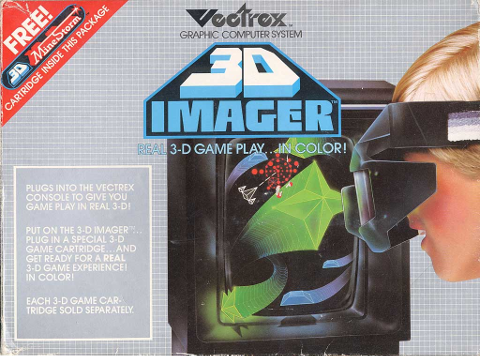 FREE!
3D MineStorm™
CARTRIDGE INSIDE THIS PACKAGE
Vectrex™
GRAPHIC COMPUTER SYSTEM
3D
IMAGER™
REAL 3-D GAME PLAY...IN COLOR!
PLUGS INTO THE VECTREX
CONSOLE TO GIVE YOU
GAME PLAY IN REAL 3-D!
PUT ON THE 3-D IMAGER™...
PLUG IN A SPECIAL 3-D
GAME CARTRIDGE...AND
GET READY FOR A REAL
3-D GAME EXPERIENCE!
IN COLOR!
EACH 3-D GAME CAR-
TRIDGE SOLD SEPARATELY.